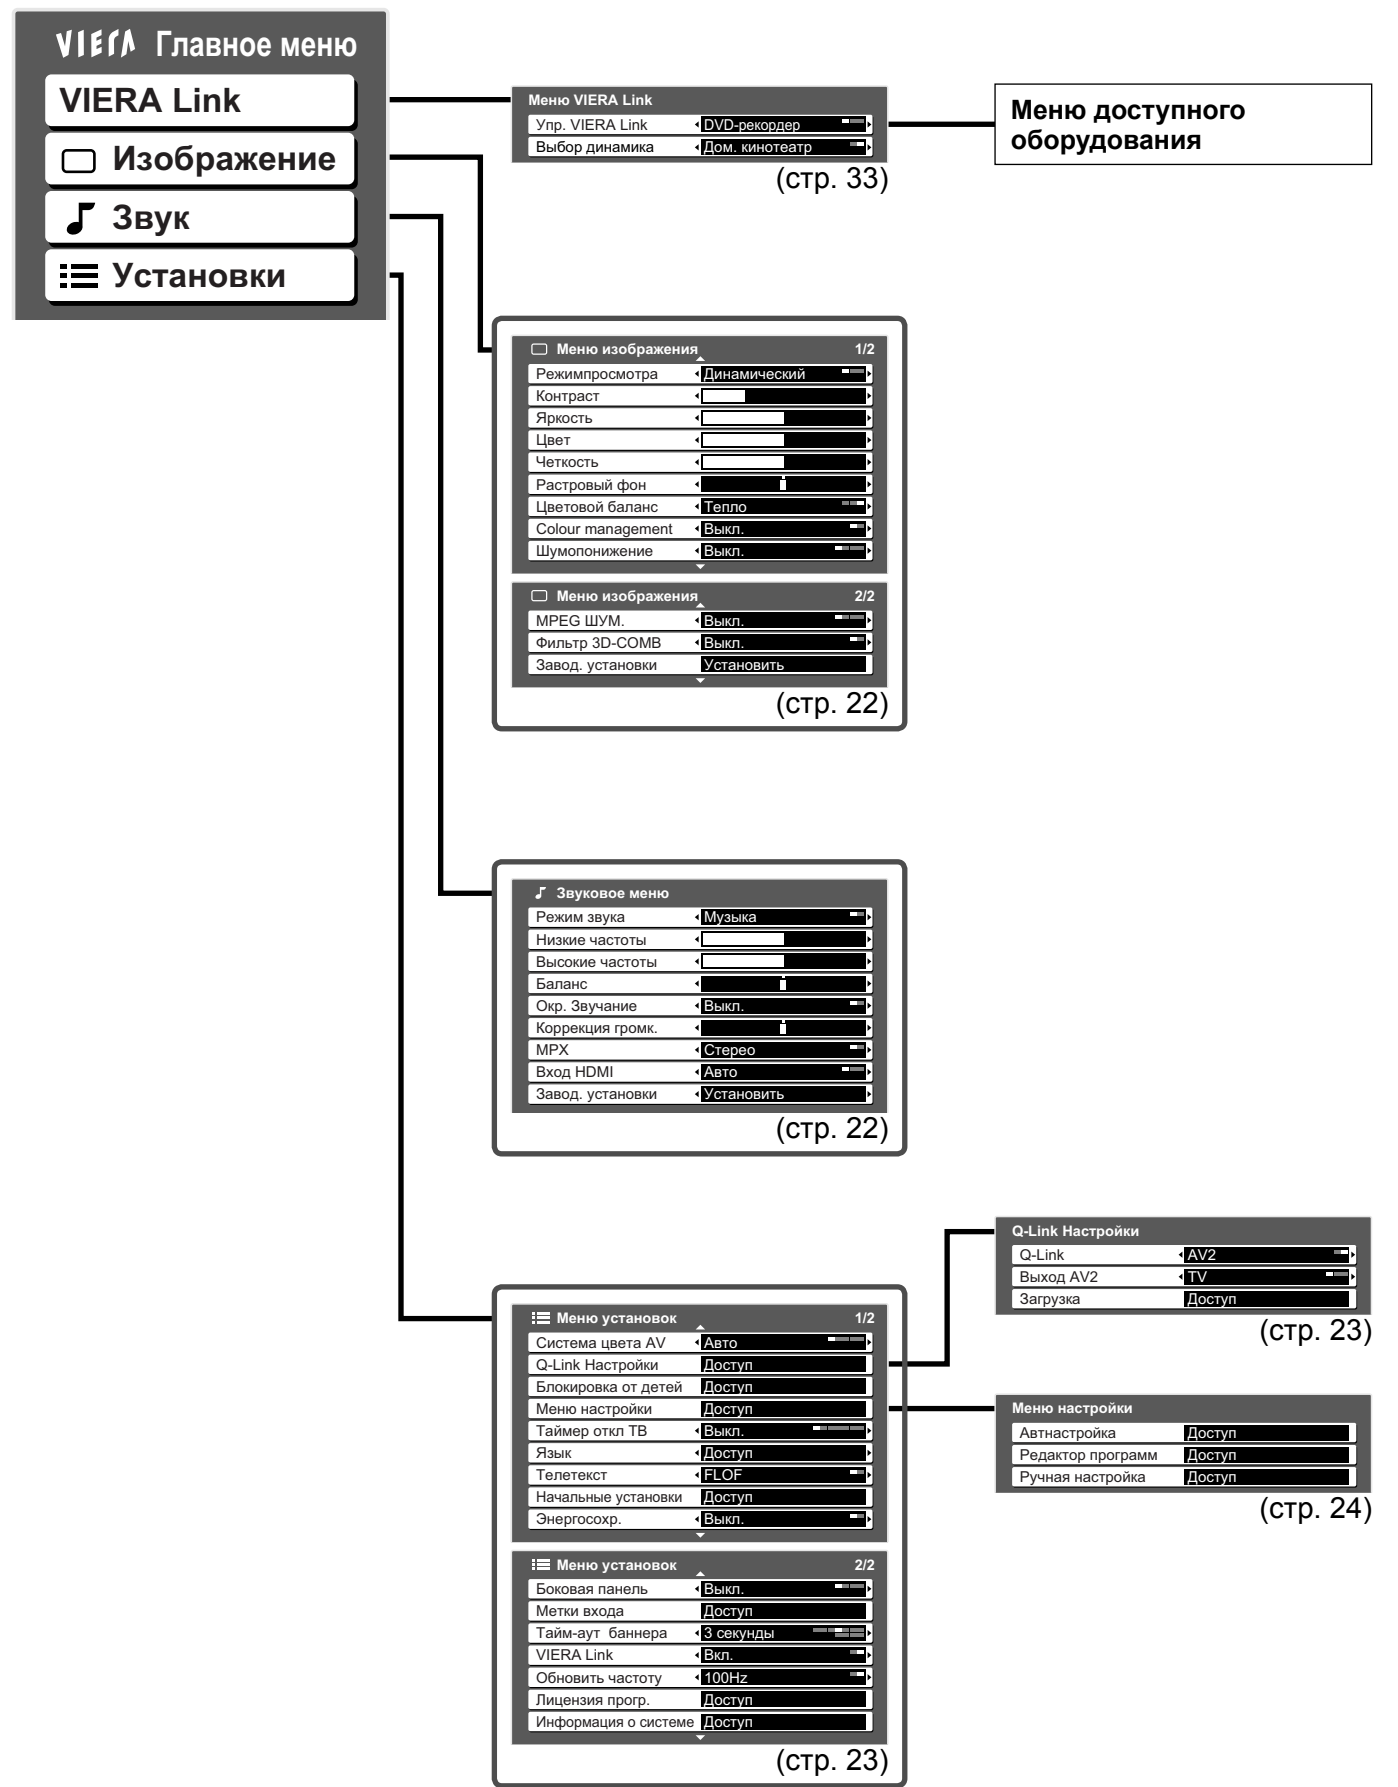 VIERA Главное меню
VIERA Link
Изображение
Звук
Установки
Меню VIERA Link
Упр. VIERA Link DVD-рекордер
Выбор динамика Дом. кинотеатр
(стр. 33)
Меню доступного
оборудования
Меню изображения 1/2
Режимпросмотра Динамический
Контраст
Яркость
Цвет
Четкость
Растровый фон
Цветовой баланс Тепло
Colour management Выкл.
Шумопонижение Выкл.
Меню изображения 2/2
MPEG ШУМ. Выкл.
Фильтр 3D-COMB Выкл.
Завод. установки Установить
(стр. 22)
Звуковое меню
Режим звука Музыка
Низкие частоты
Высокие частоты
Баланс
Окр. Звучание Выкл.
Коррекция громк.
MPX Стерео
Вход HDMI Авто
Завод. установки Установить
(стр. 22)
Q-Link Настройки
Q-Link AV2
Выход AV2 TV
Загрузка Доступ
(стр. 23)
Меню установок 1/2
Система цвета AV Авто
Q-Link Настройки Доступ
Блокировка от детей Доступ
Меню настройки Доступ
Таймер откл ТВ Выкл.
Язык Доступ
Телетекст FLOF
Начальные установки Доступ
Энергосохр. Выкл.
Меню настройки
Автнастройка Доступ
Редактор программ Доступ
Ручная настройка Доступ
(стр. 24)
Меню установок 2/2
Боковая панель Выкл.
Метки входа Доступ
Тайм-аут баннера 3 секунды
VIERA Link Вкл.
Обновить частоту 100Hz
Лицензия прогр. Доступ
Информация о системе Доступ
(стр. 23)